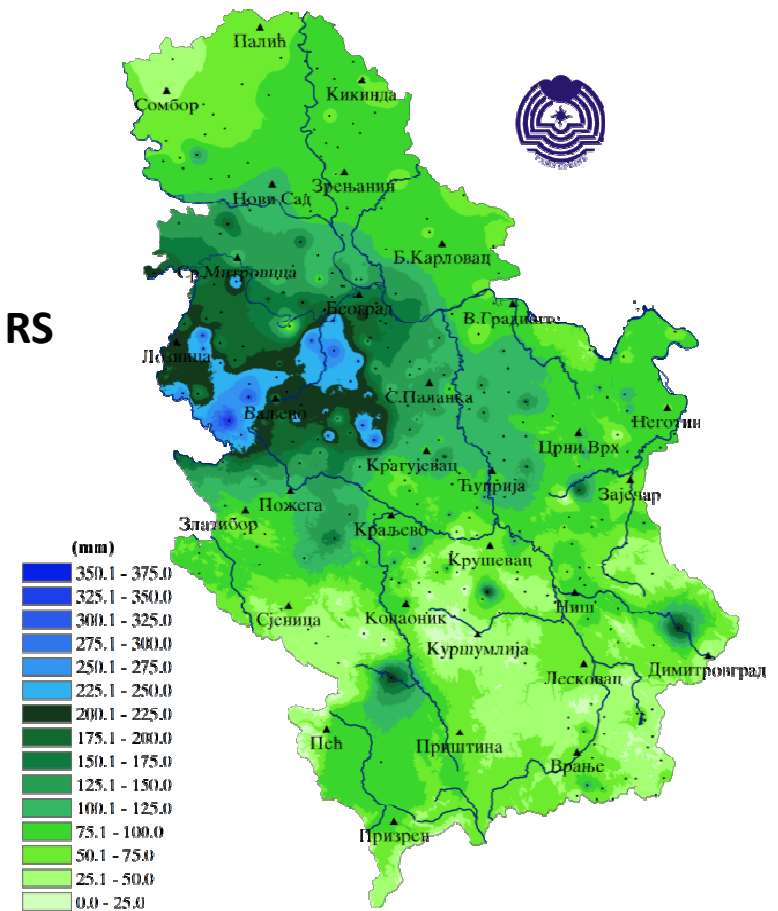 Палић
Кикинда
Сомбор
Зрењанин
Нови Сад
Б.Карловац
Ср.Митровица
Београд
В.Градиште
RS
Лозница
Ваљево
С.Паланка
Неготин
Црни Врх
Крагујевац
Ћуприја
Зајечар
Пожега
Златибор
Краљево
Крушевац
Ниш
Сјеница
Копаоник
Куршумлија
Лесковац
Димитровград
Пећ
Приштина
Врање
Призрен
(mm)
350.1 - 375.0
325.1 - 350.0
300.1 - 325.0
275.1 - 300.0
250.1 - 275.0
225.1 - 250.0
200.1 - 225.0
175.1 - 200.0
150.1 - 175.0
125.1 - 150.0
100.1 - 125.0
75.1 - 100.0
50.1 - 75.0
25.1 - 50.0
0.0 - 25.0